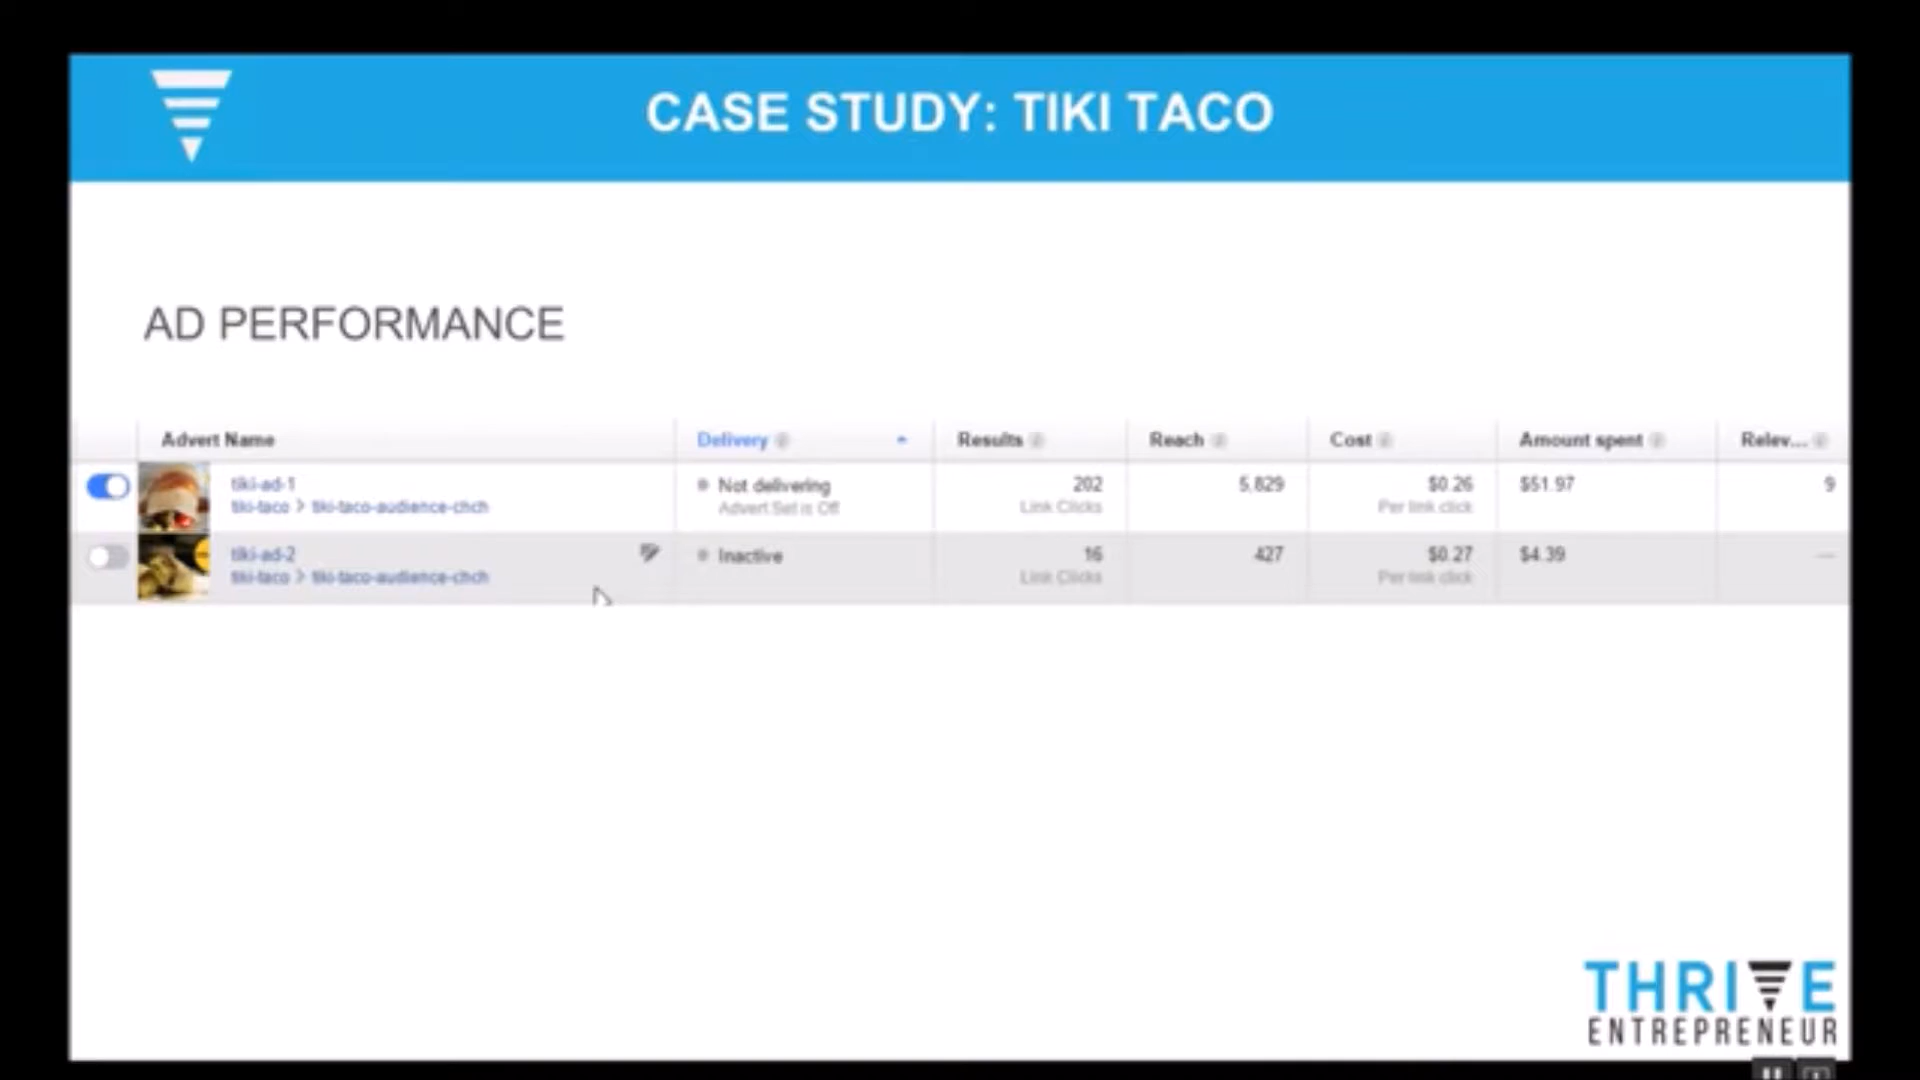 CASE STUDY: TIKI TACO
AD PERFORMANCE
Advert Name Delivery Results Reach Cost Amount spent Relev...
tiki-ad-1 Not delivering 202 5,829 $0.26 $51.97 9
tiki-taco > tiki-taco-audience-chch Advert Set is Off Link Clicks Per link click
tiki-ad-2 Inactive 16 427 $0.27 $4.39 —
tiki-taco > tiki-taco-audience-chch Link Clicks Per link click
THRIVE
ENTREPRENEUR